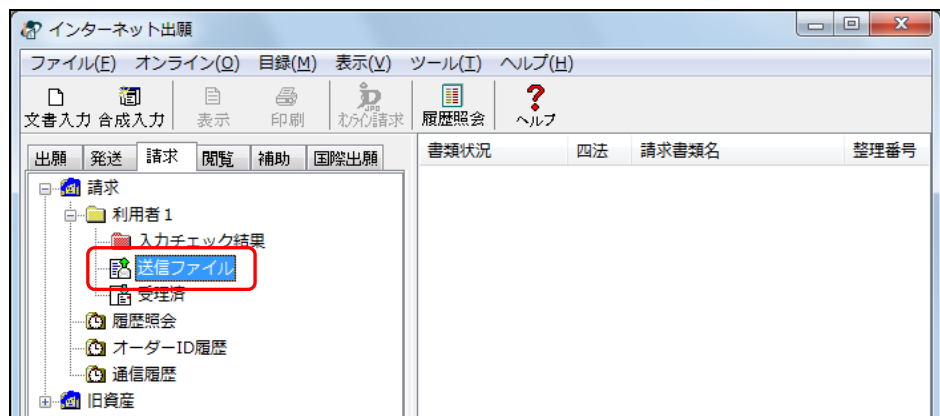 インターネット出願
ファイル(F) オンライン(O) 目録(M) 表示(V) ツール(T) ヘルプ(H)
文書入力 合成入力 表示 印刷 オンライン請求 履歴照会 ヘルプ
出願 発送 請求 閲覧 補助 国際出願
書類状況 四法 請求書類名 整理番号
請求
利用者1
入力チェック結果
送信ファイル
受理済
履歴照会
オーダーID履歴
通信履歴
旧資産